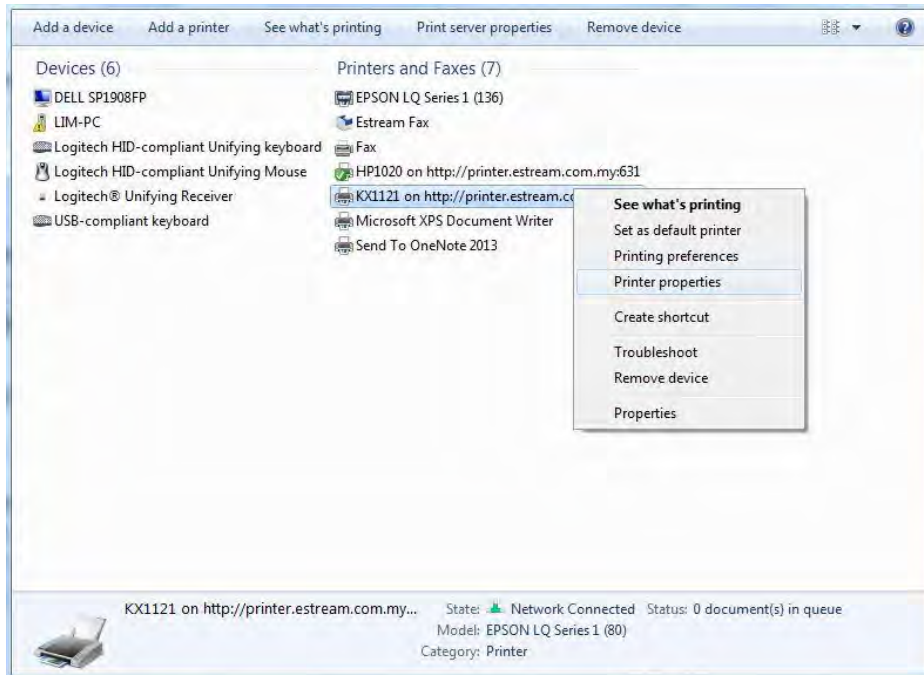 Add a device Add a printer See what's printing Print server properties Remove device
Devices (6)
DELL SP1908FP
LIM-PC
Logitech HID-compliant Unifying keyboard
Logitech HID-compliant Unifying Mouse
Logitech® Unifying Receiver
USB-compliant keyboard
Printers and Faxes (7)
EPSON LQ Series 1 (136)
Estream Fax
Fax
HP1020 on http://printer.estream.com.my:631
KX1121 on http://printer.estream.co
Microsoft XPS Document Writer
Send To OneNote 2013
See what's printing
Set as default printer
Printing preferences
Printer properties
Create shortcut
Troubleshoot
Remove device
Properties
KX1121 on http://printer.estream.com.my... State: Network Connected Status: 0 document(s) in queue
Model: EPSON LQ Series 1 (80)
Category: Printer